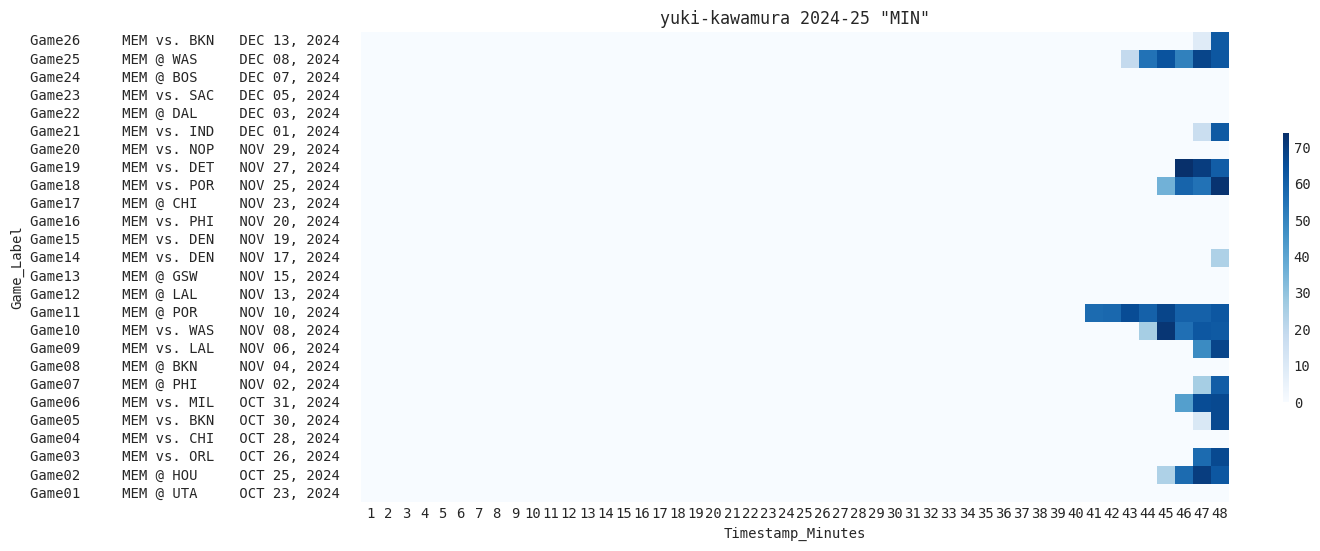 yuki-kawamura 2024-25 "MIN"
Game26 MEM vs. BKN DEC 13, 2024
Game25 MEM @ WAS DEC 08, 2024
Game24 MEM @ BOS DEC 07, 2024
Game23 MEM vs. SAC DEC 05, 2024
Game22 MEM @ DAL DEC 03, 2024
Game21 MEM vs. IND DEC 01, 2024
Game20 MEM vs. NOP NOV 29, 2024
Game19 MEM vs. DET NOV 27, 2024
Game18 MEM vs. POR NOV 25, 2024
Game17 MEM @ CHI NOV 23, 2024
Game16 MEM vs. PHI NOV 20, 2024
Game15 MEM vs. DEN NOV 19, 2024
Game14 MEM vs. DEN NOV 17, 2024
Game13 MEM @ GSW NOV 15, 2024
Game12 MEM @ LAL NOV 13, 2024
Game11 MEM @ POR NOV 10, 2024
Game10 MEM vs. WAS NOV 08, 2024
Game09 MEM vs. LAL NOV 06, 2024
Game08 MEM @ BKN NOV 04, 2024
Game07 MEM @ PHI NOV 02, 2024
Game06 MEM vs. MIL OCT 31, 2024
Game05 MEM vs. BKN OCT 30, 2024
Game04 MEM vs. CHI OCT 28, 2024
Game03 MEM vs. ORL OCT 26, 2024
Game02 MEM @ HOU OCT 25, 2024
Game01 MEM @ UTA OCT 23, 2024
Game_Label
1 2 3 4 5 6 7 8 9 10 11 12 13 14 15 16 17 18 19 20 21 22 23 24 25 26 27 28 29 30 31 32 33 34 35 36 37 38 39 40 41 42 43 44 45 46 47 48
Timestamp_Minutes
70
60
50
40
30
20
10
0